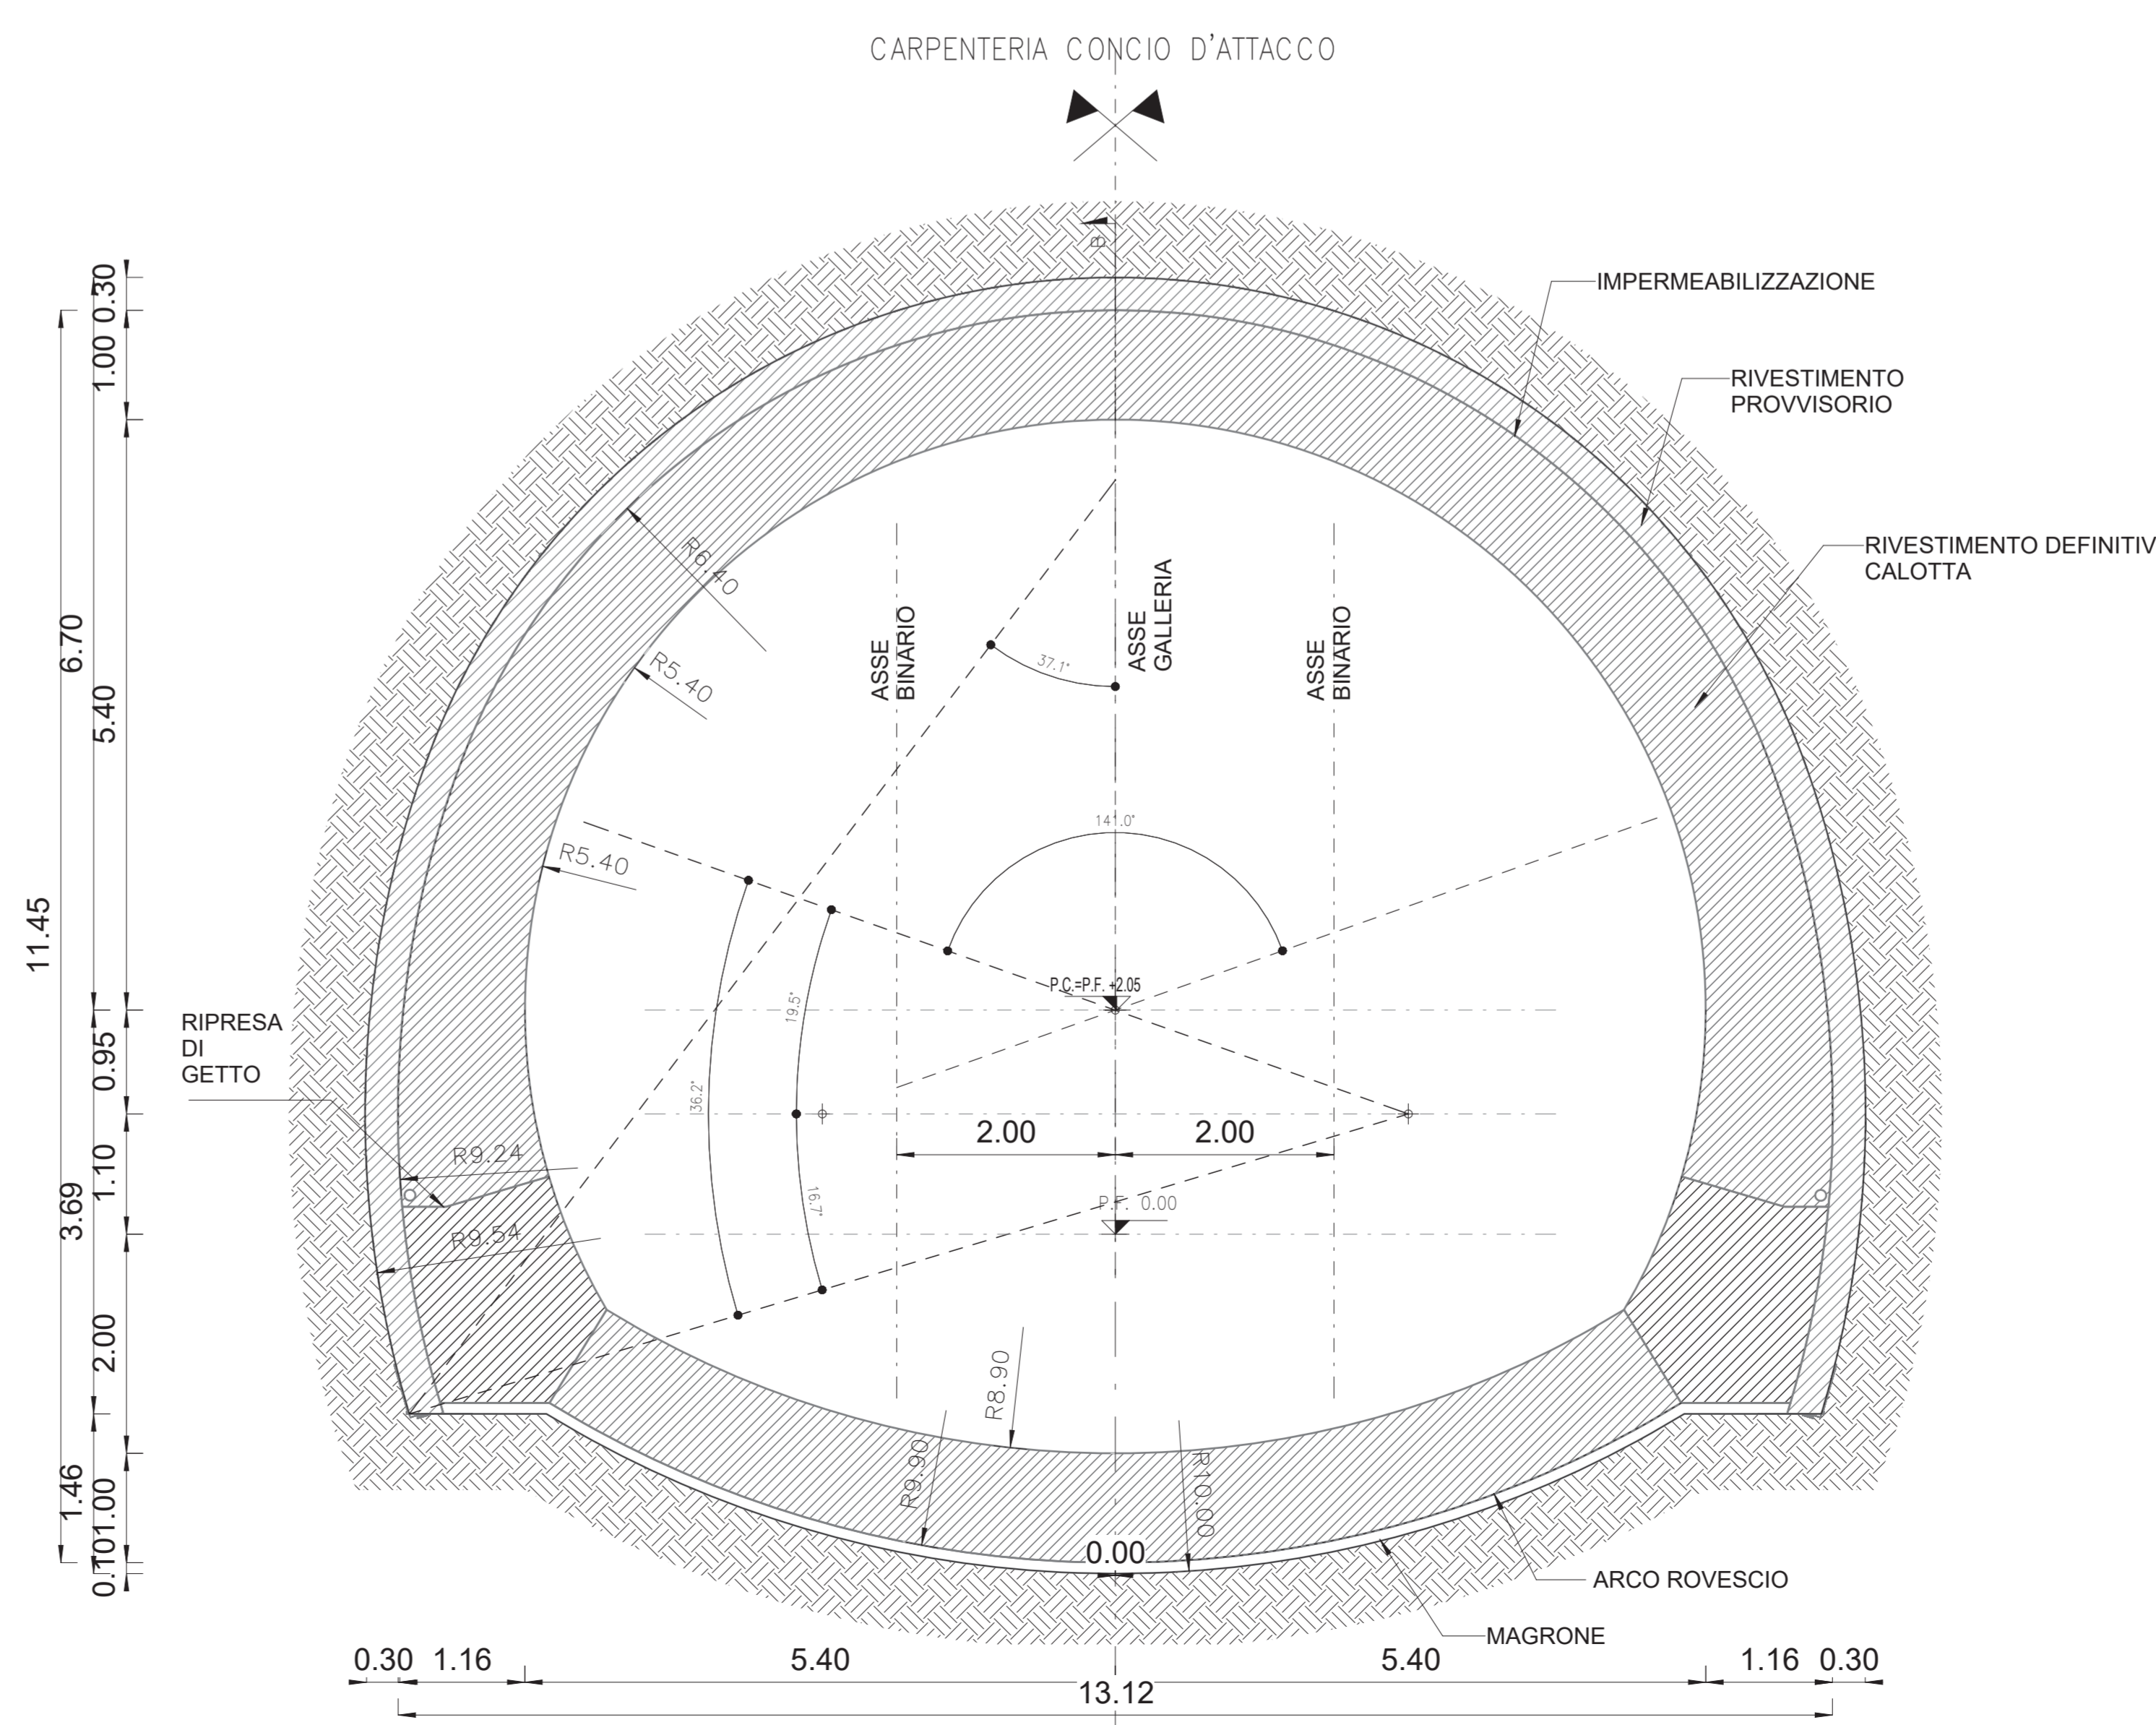 CARPENTERIA CONCIO D'ATTACCO
B
IMPERMEABILIZZAZIONE
RIVESTIMENTO
PROVVISORIO
RIVESTIMENTO DEFINITIV
CALOTTA
0.30
1.00
6.70
5.40
11.45
0.95
1.10
3.69
2.00
1.46
1.00
0.10
R6.40
R5.40
R5.40
37.1°
ASSE
BINARIO
ASSE
GALLERIA
ASSE
BINARIO
141.0°
P.C.=P.F. +2.05
19.5°
36.2°
16.7°
2.00
2.00
P.F. 0.00
RIPRESA
DI
GETTO
R9.24
R9.54
R8.90
R9.90
R10.00
0.00
ARCO ROVESCIO
MAGRONE
0.30 1.16 5.40 5.40 1.16 0.30
13.12